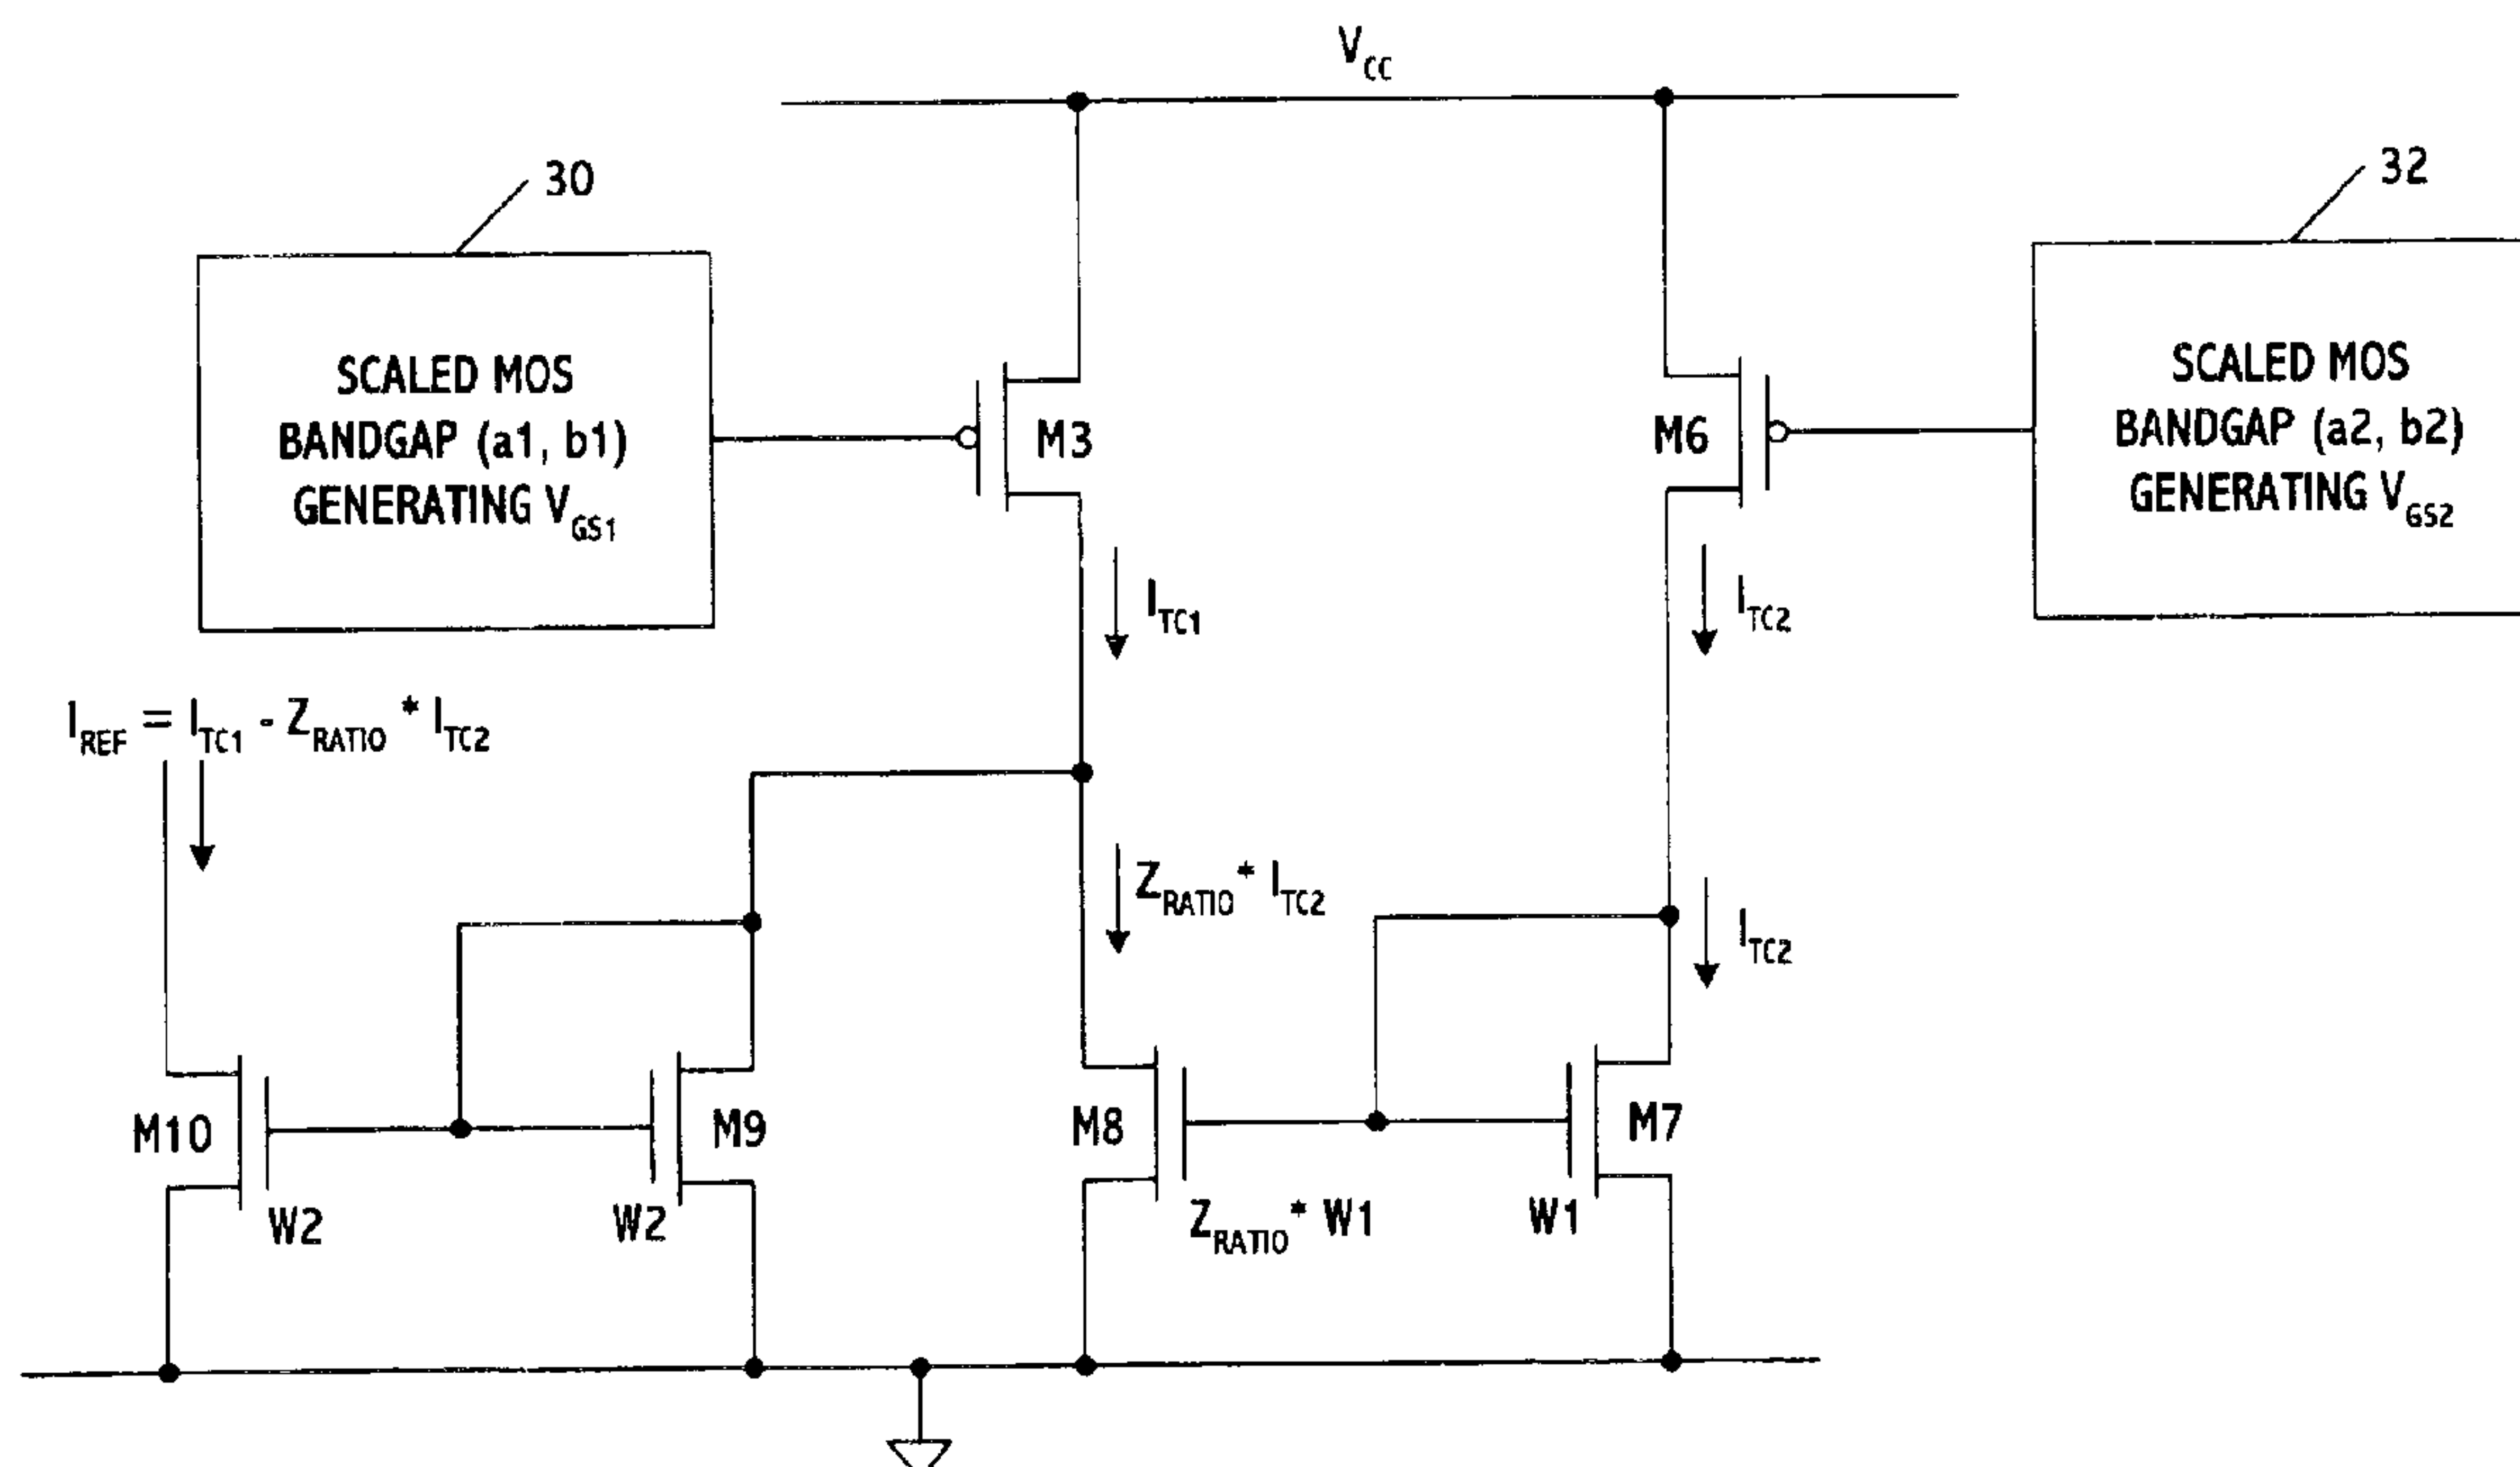 V_CC
30
32
SCALED MOS
BANDGAP (a1, b1)
GENERATING V_GS1
M3
M6
SCALED MOS
BANDGAP (a2, b2)
GENERATING V_GS2
I_TC1
I_TC2
I_REF = I_TC1 - Z_RATIO * I_TC2
Z_RATIO * I_TC2
I_TC2
M10
M9
M8
M7
W2
W2
Z_RATIO * W1
W1